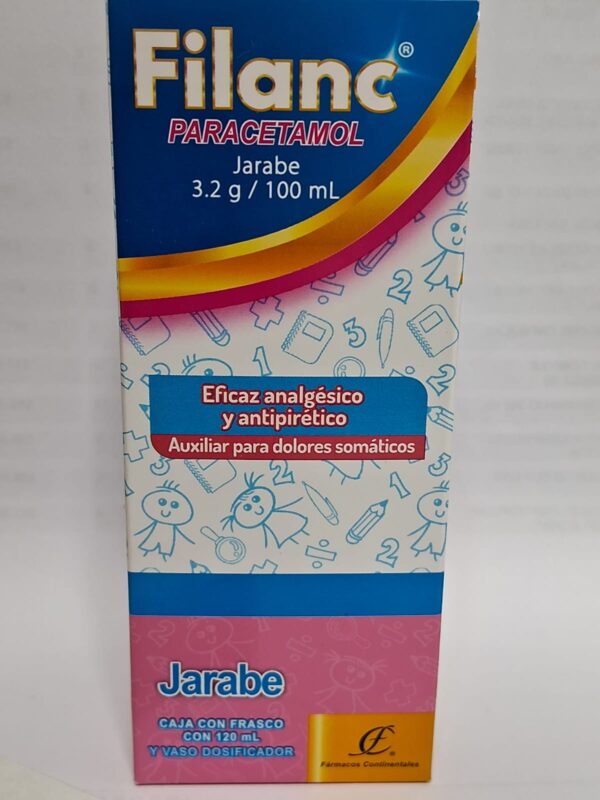 Filanc®
PARACETAMOL
Jarabe
3.2 g / 100 mL
Eficaz analgésico
y antipirético
Auxiliar para dolores somáticos
Jarabe
CAJA CON FRASCO
CON 120 mL
Y VASO DOSIFICADOR
®
Fármacos Continentales